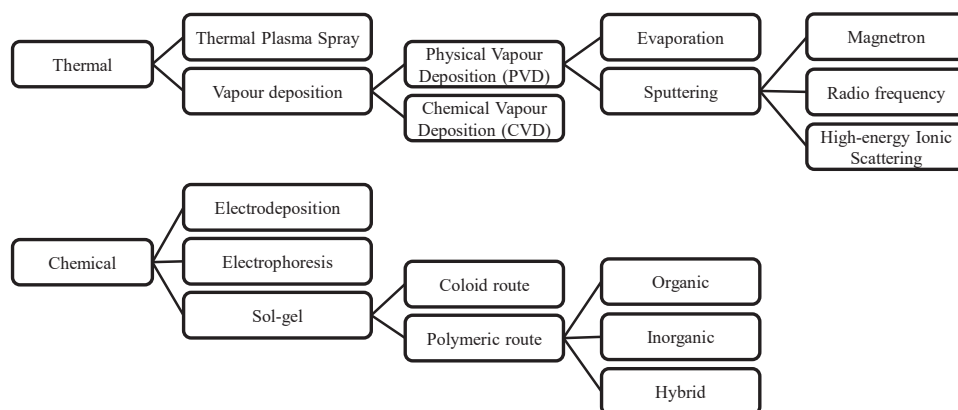 Thermal
Thermal Plasma Spray
Vapour deposition
Physical Vapour
Deposition (PVD)
Chemical Vapour
Deposition (CVD)
Evaporation
Sputtering
Magnetron
Radio frequency
High-energy Ionic
Scattering
Chemical
Electrodeposition
Electrophoresis
Sol-gel
Coloid route
Polymeric route
Organic
Inorganic
Hybrid